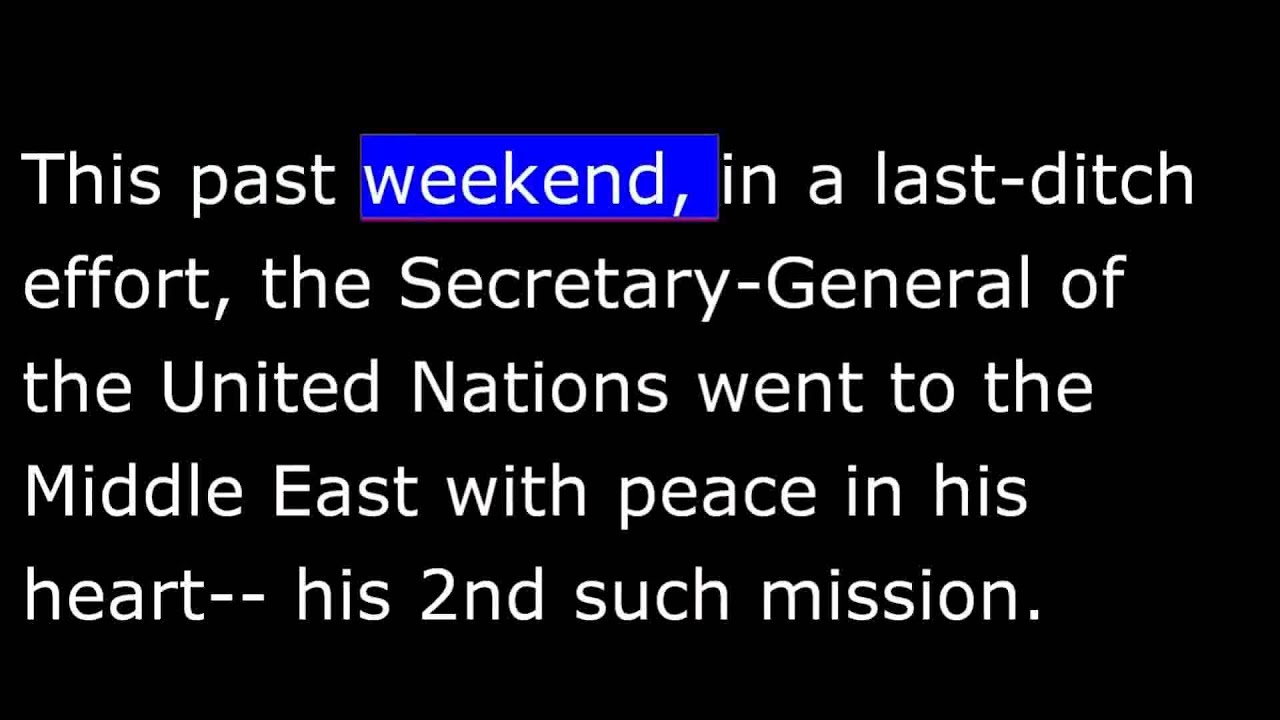 This past weekend, in a last-ditch
effort, the Secretary-General of
the United Nations went to the
Middle East with peace in his
heart-- his 2nd such mission.